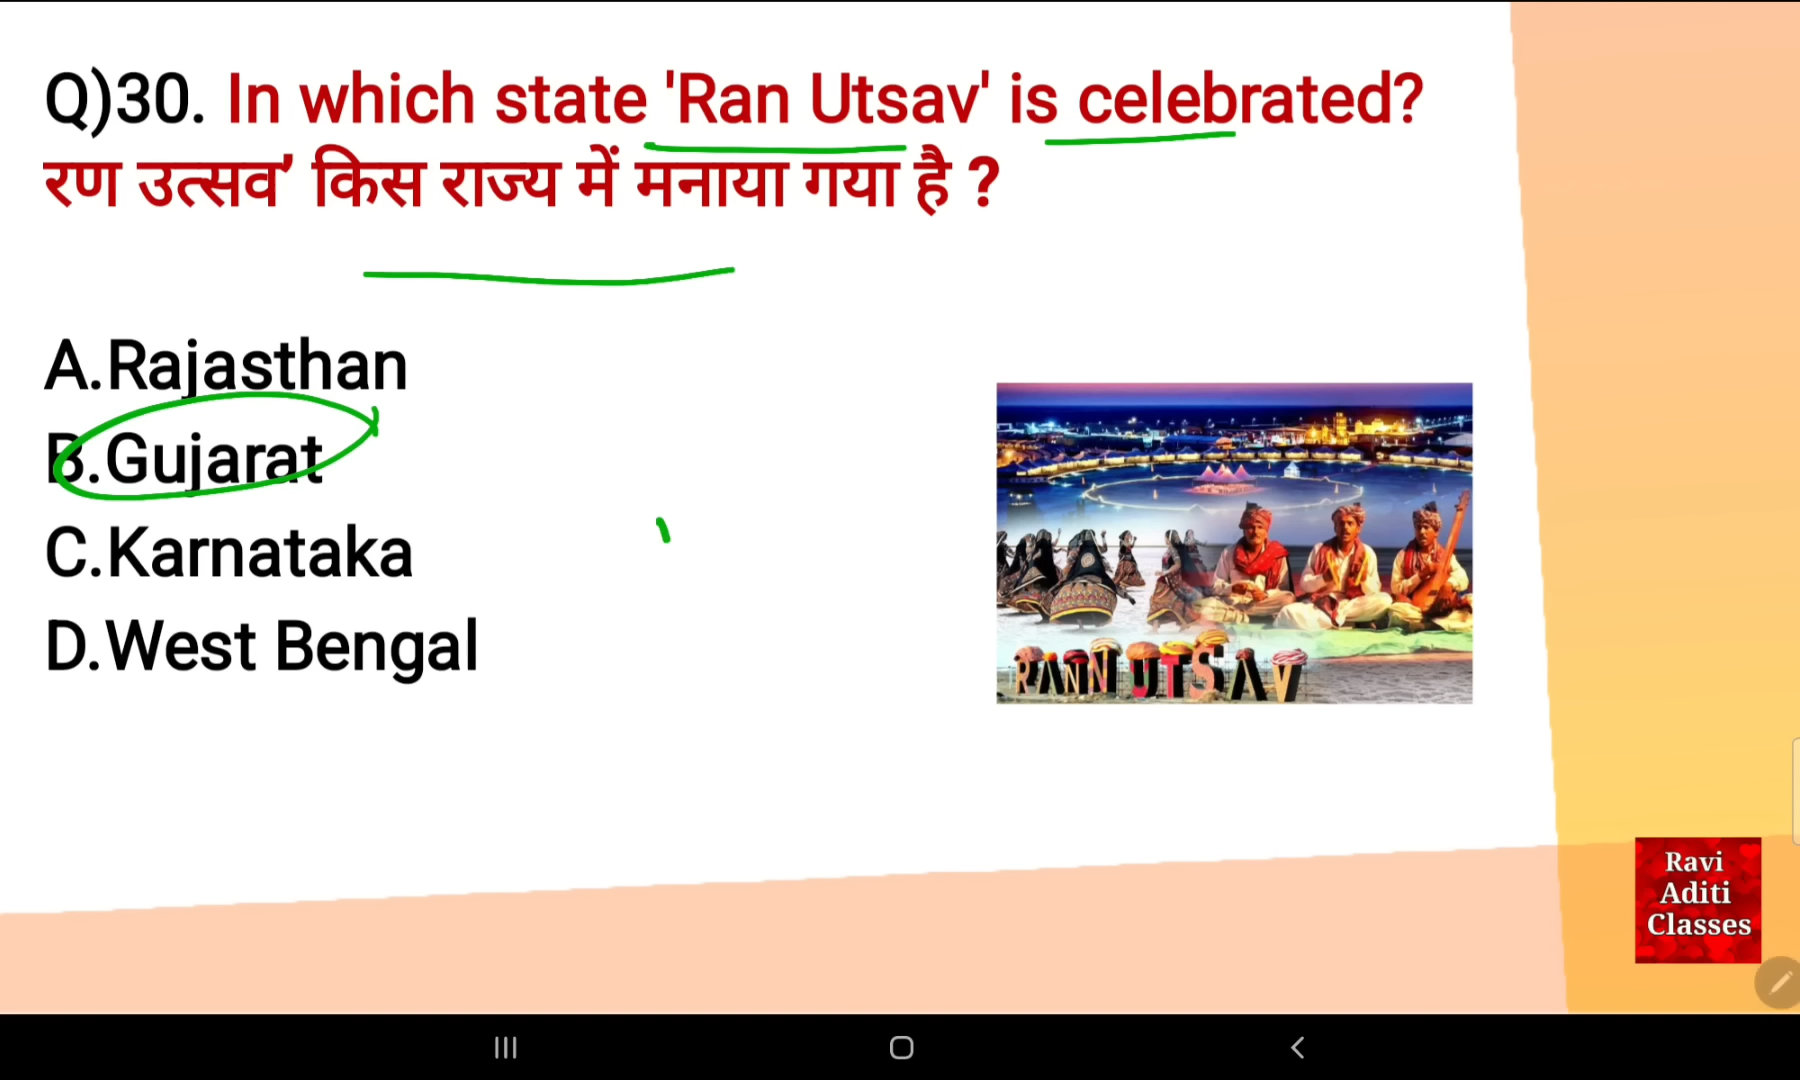 Q)30. In which state 'Ran Utsav' is celebrated?
रण उत्सव’ किस राज्य में मनाया गया है ?
A.Rajasthan
B.Gujarat
C.Karnataka
D.West Bengal
RANN UTSAV
Ravi
Aditi
Classes